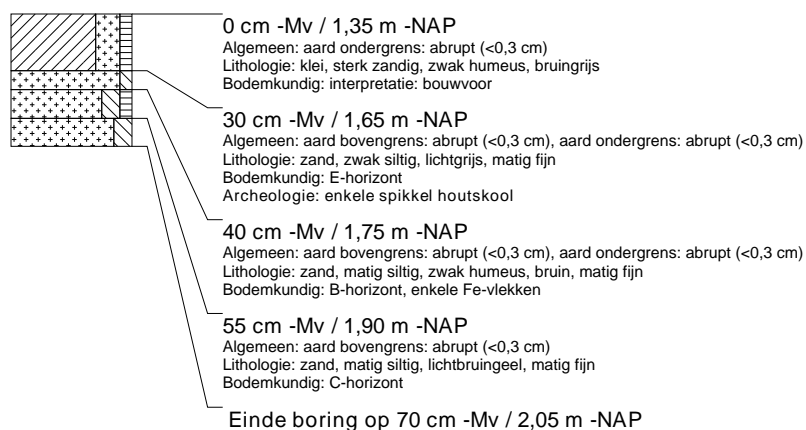 0 cm -Mv / 1,35 m -NAP
Algemeen: aard ondergrens: abrupt (<0,3 cm)
Lithologie: klei, sterk zandig, zwak humeus, bruingrijs
Bodemkundig: interpretatie: bouwvoor
30 cm -Mv / 1,65 m -NAP
Algemeen: aard bovengrens: abrupt (<0,3 cm), aard ondergrens: abrupt (<0,3 cm)
Lithologie: zand, zwak siltig, lichtgrijs, matig fijn
Bodemkundig: E-horizont
Archeologie: enkele spikkel houtskool
40 cm -Mv / 1,75 m -NAP
Algemeen: aard bovengrens: abrupt (<0,3 cm), aard ondergrens: abrupt (<0,3 cm)
Lithologie: zand, matig siltig, zwak humeus, bruin, matig fijn
Bodemkundig: B-horizont, enkele Fe-vlekken
55 cm -Mv / 1,90 m -NAP
Algemeen: aard bovengrens: abrupt (<0,3 cm)
Lithologie: zand, matig siltig, lichtbruingeel, matig fijn
Bodemkundig: C-horizont
Einde boring op 70 cm -Mv / 2,05 m -NAP